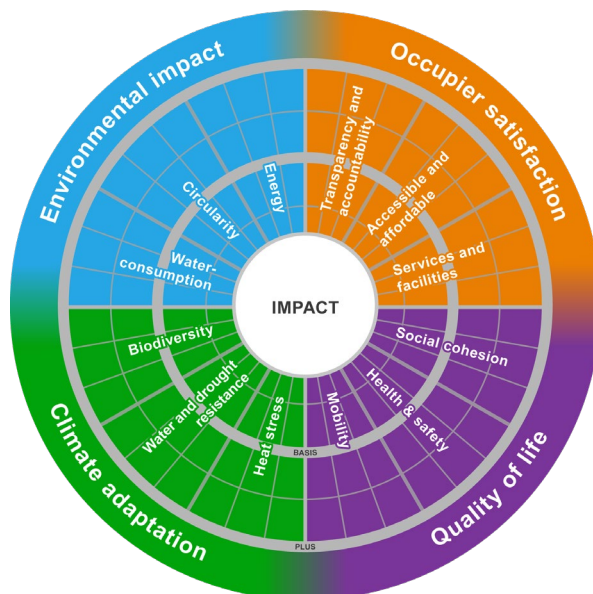 Environmental impact
Occupier satisfaction
Energy
Circularity
Water-
consumption
Transparency and
accountability
Accessible and
affordable
Services and
facilities
IMPACT
Biodiversity
Water and drought
resistance
Heat stress
Social cohesion
Health & safety
Mobility
BASIS
PLUS
Climate adaptation
Quality of life